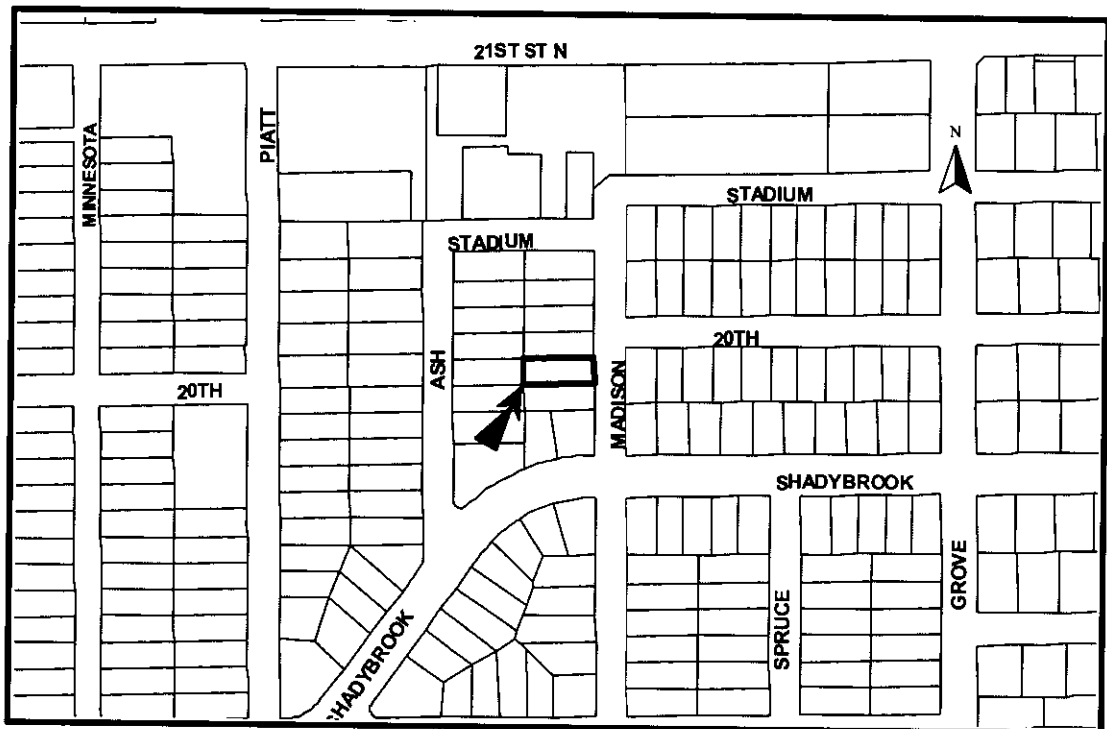 21ST ST N
MINNESOTA
PIATT
N
STADIUM
STADIUM
20TH
ASH
20TH
MADISON
SHADYBROOK
GROVE
SPRUCE
SHADYBROOK